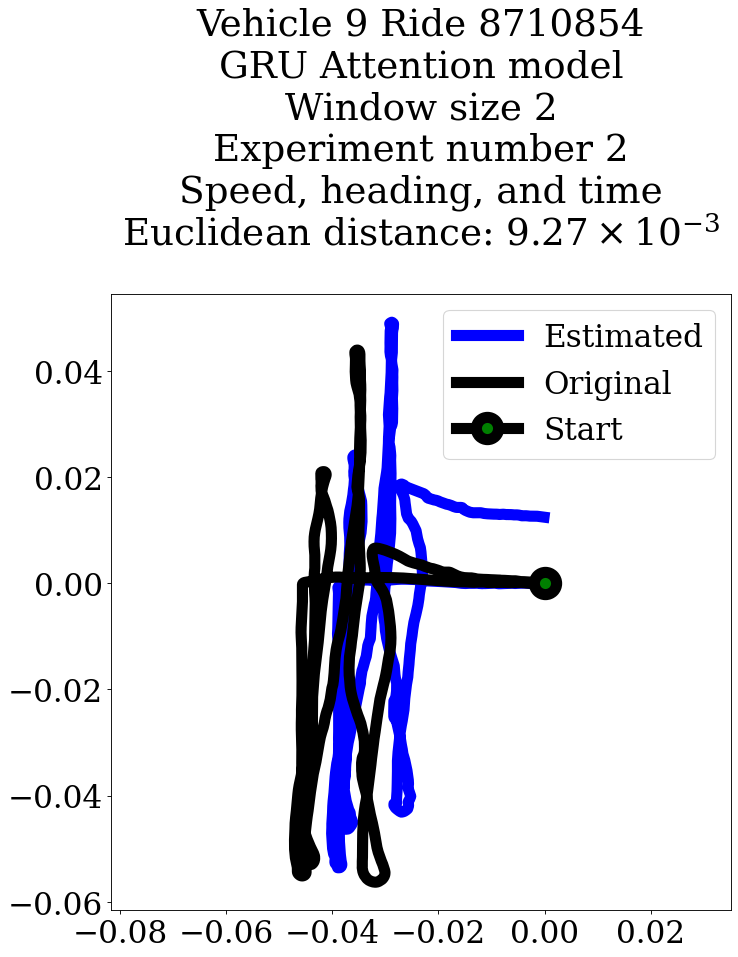 Vehicle 9 Ride 8710854
GRU Attention model
Window size 2
Experiment number 2
Speed, heading, and time
Euclidean distance: 9.27 × 10⁻³
Estimated
Original
Start
0.04
0.02
0.00
−0.02
−0.04
−0.06
−0.08 −0.06 −0.04 −0.02 0.00 0.02